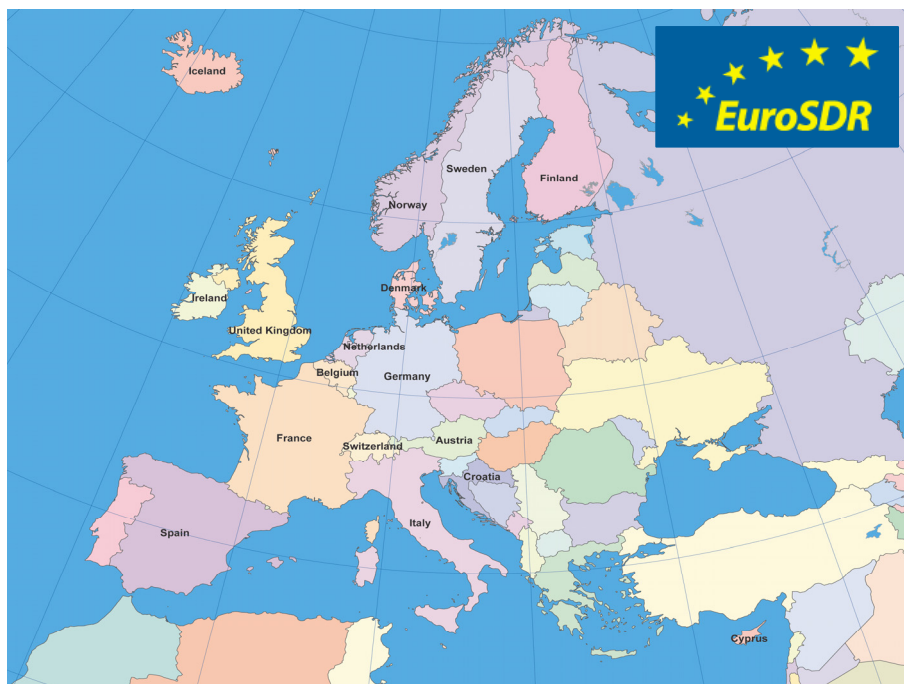 EuroSDR
Iceland
Sweden
Finland
Norway
Denmark
Ireland
United Kingdom
Netherlands
Belgium
Germany
France
Switzerland
Austria
Croatia
Italy
Spain
Cyprus